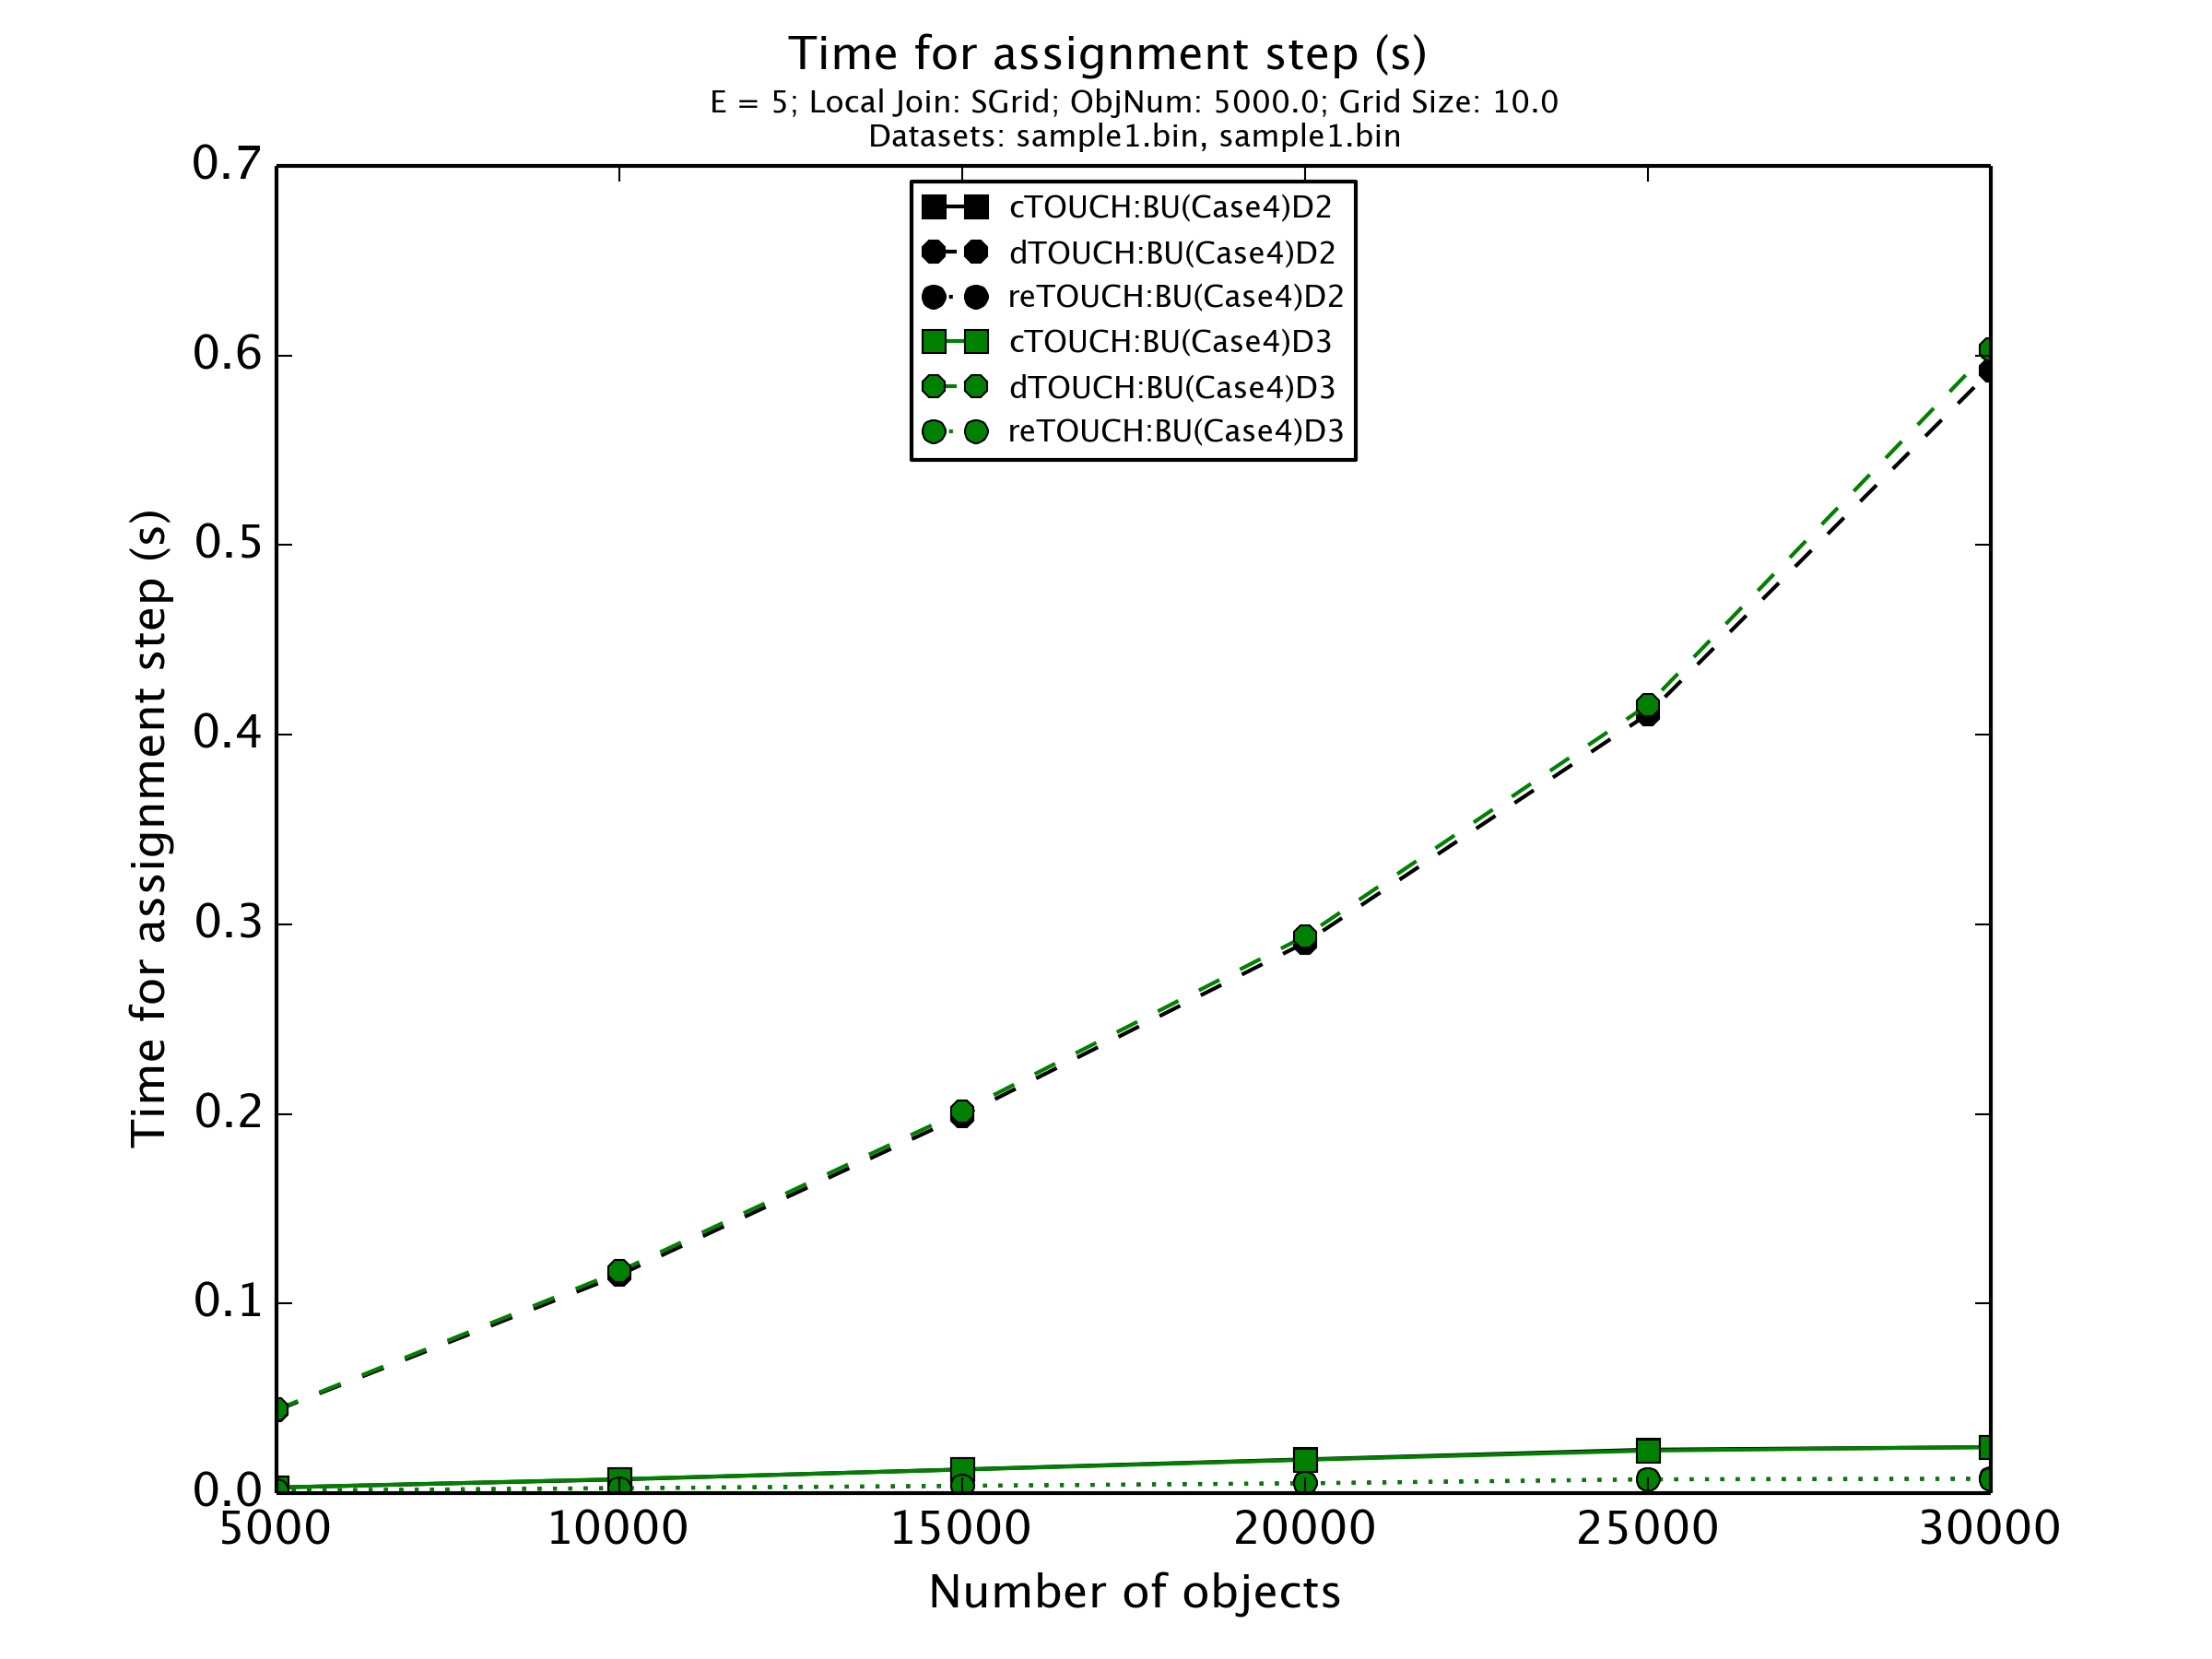 Time for assignment step (s)
E = 5; Local Join: SGrid; ObjNum: 5000.0; Grid Size: 10.0
Datasets: sample1.bin, sample1.bin
cTOUCH:BU(Case4)D2
dTOUCH:BU(Case4)D2
reTOUCH:BU(Case4)D2
cTOUCH:BU(Case4)D3
dTOUCH:BU(Case4)D3
reTOUCH:BU(Case4)D3
Time for assignment step (s)
0.7
0.6
0.5
0.4
0.3
0.2
0.1
0.0
5000 10000 15000 20000 25000 30000
Number of objects